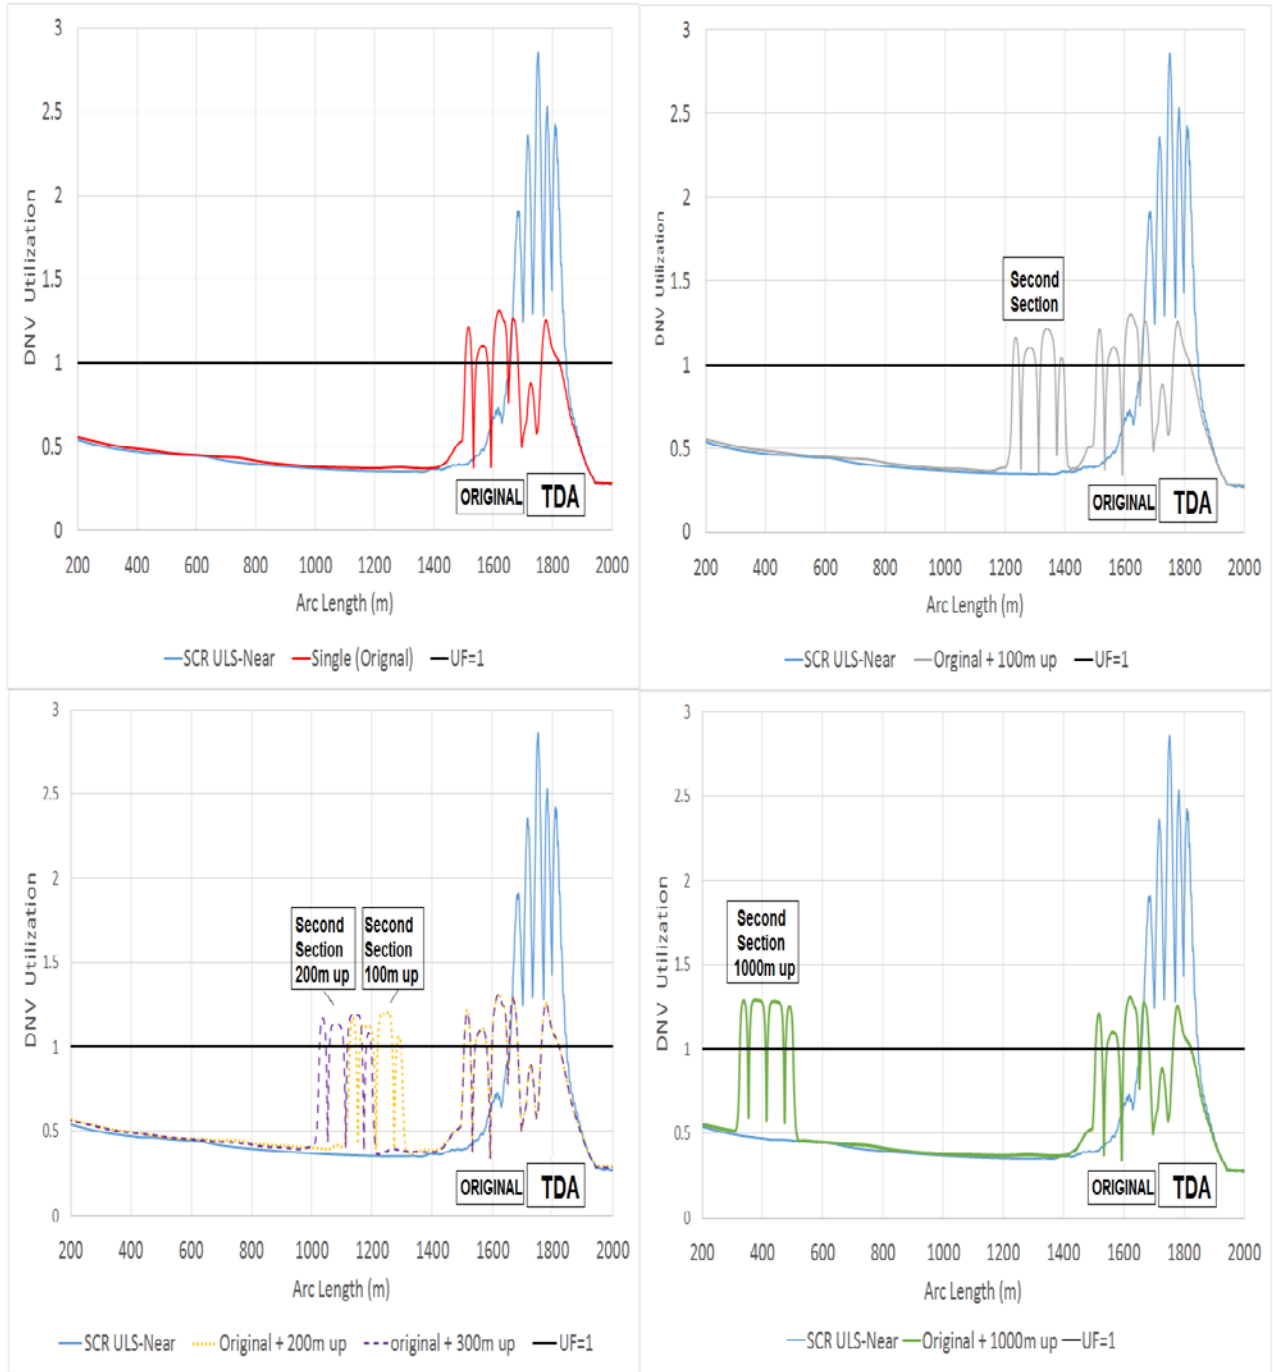 3
2.5
2
1.5
1
0.5
0
DNV Utilization
ORIGINAL
TDA
200 400 600 800 1000 1200 1400 1600 1800 2000
Arc Length (m)
SCR ULS-Near Single (Orignal) UF=1
3
2.5
2
1.5
1
0.5
0
DNV Utilization
Second
Section
ORIGINAL
TDA
200 400 600 800 1000 1200 1400 1600 1800 2000
Arc Length (m)
SCR ULS-Near Orginal + 100m up UF=1
3
2.5
2
1.5
1
0.5
0
DNV Utilization
Second
Section
200m up
Second
Section
100m up
ORIGINAL
TDA
200 400 600 800 1000 1200 1400 1600 1800 2000
Arc Length (m)
SCR ULS-Near Original + 200m up original + 300m up UF=1
3
2.5
2
1.5
1
0.5
0
DNV Utilization
Second
Section
1000m up
ORIGINAL
TDA
200 400 600 800 1000 1200 1400 1600 1800 2000
Arc Length (m)
SCR ULS-Near Original + 1000m up UF=1